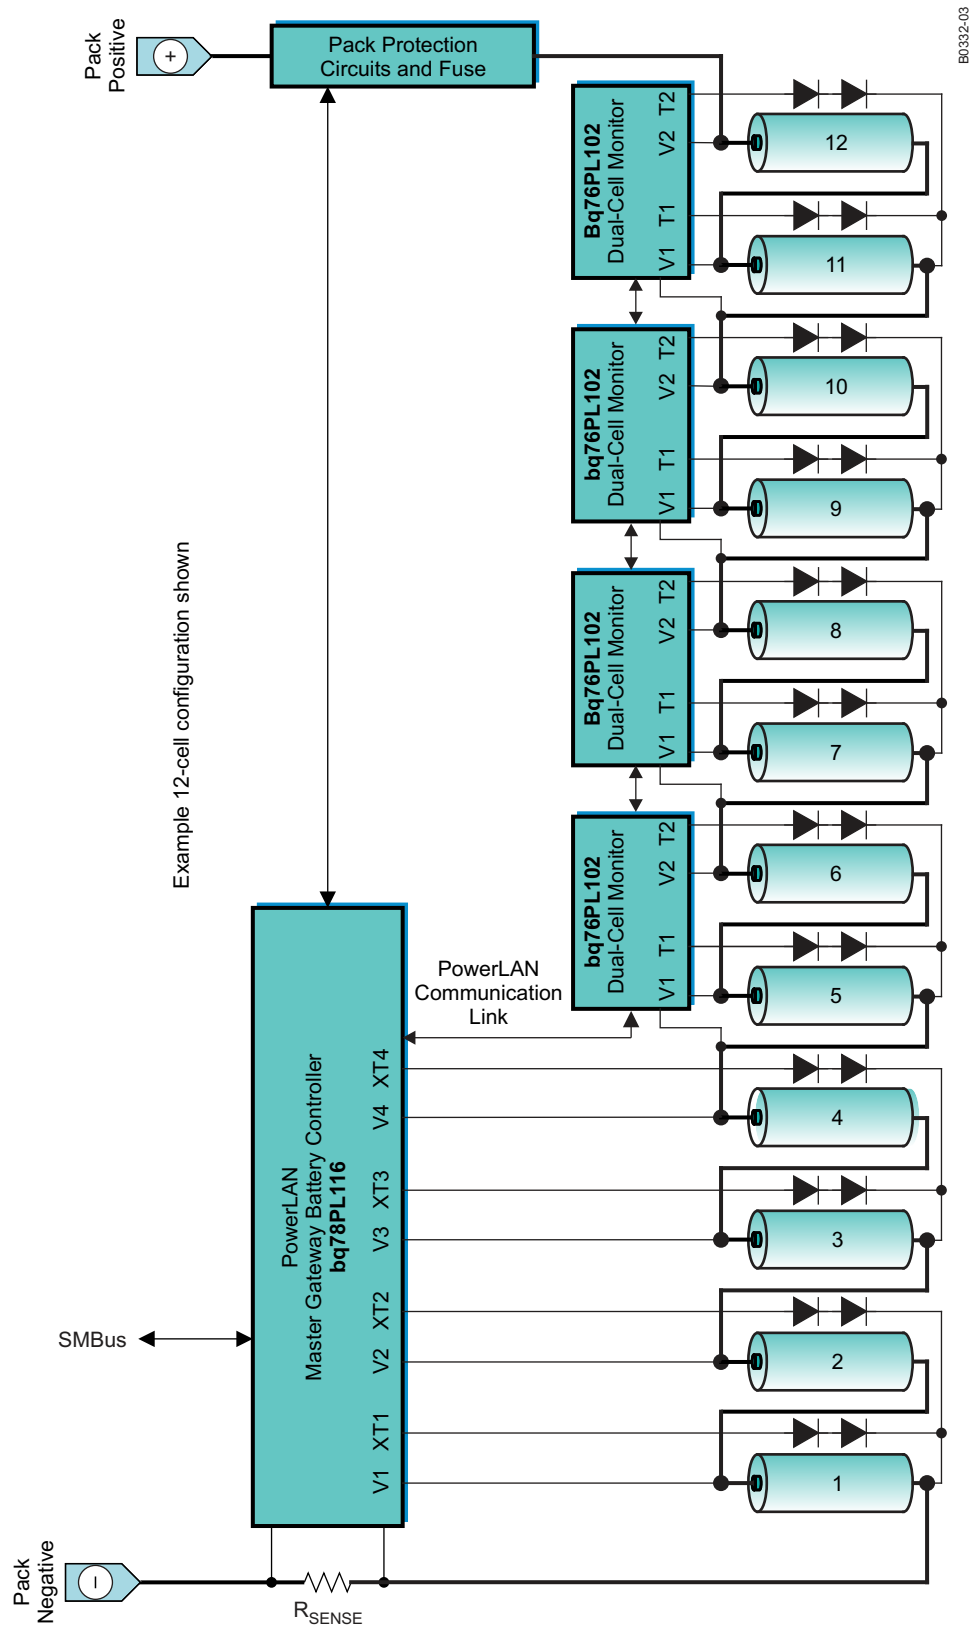 Pack
Positive
+
Pack Protection
Circuits and Fuse
B0332-03
Bq76PL102
Dual-Cell Monitor
V1
T1
V2
T2
12
11
bq76PL102
Dual-Cell Monitor
V1
T1
V2
T2
10
9
Example 12-cell configuration shown
Bq76PL102
Dual-Cell Monitor
V1
T1
V2
T2
8
7
bq76PL102
Dual-Cell Monitor
V1
T1
V2
T2
6
5
PowerLAN
Communication
Link
PowerLAN
Master Gateway Battery Controller
bq78PL116
V1
XT1
V2
XT2
V3
XT3
V4
XT4
4
3
2
1
SMBus
Pack
Negative
–
RSENSE